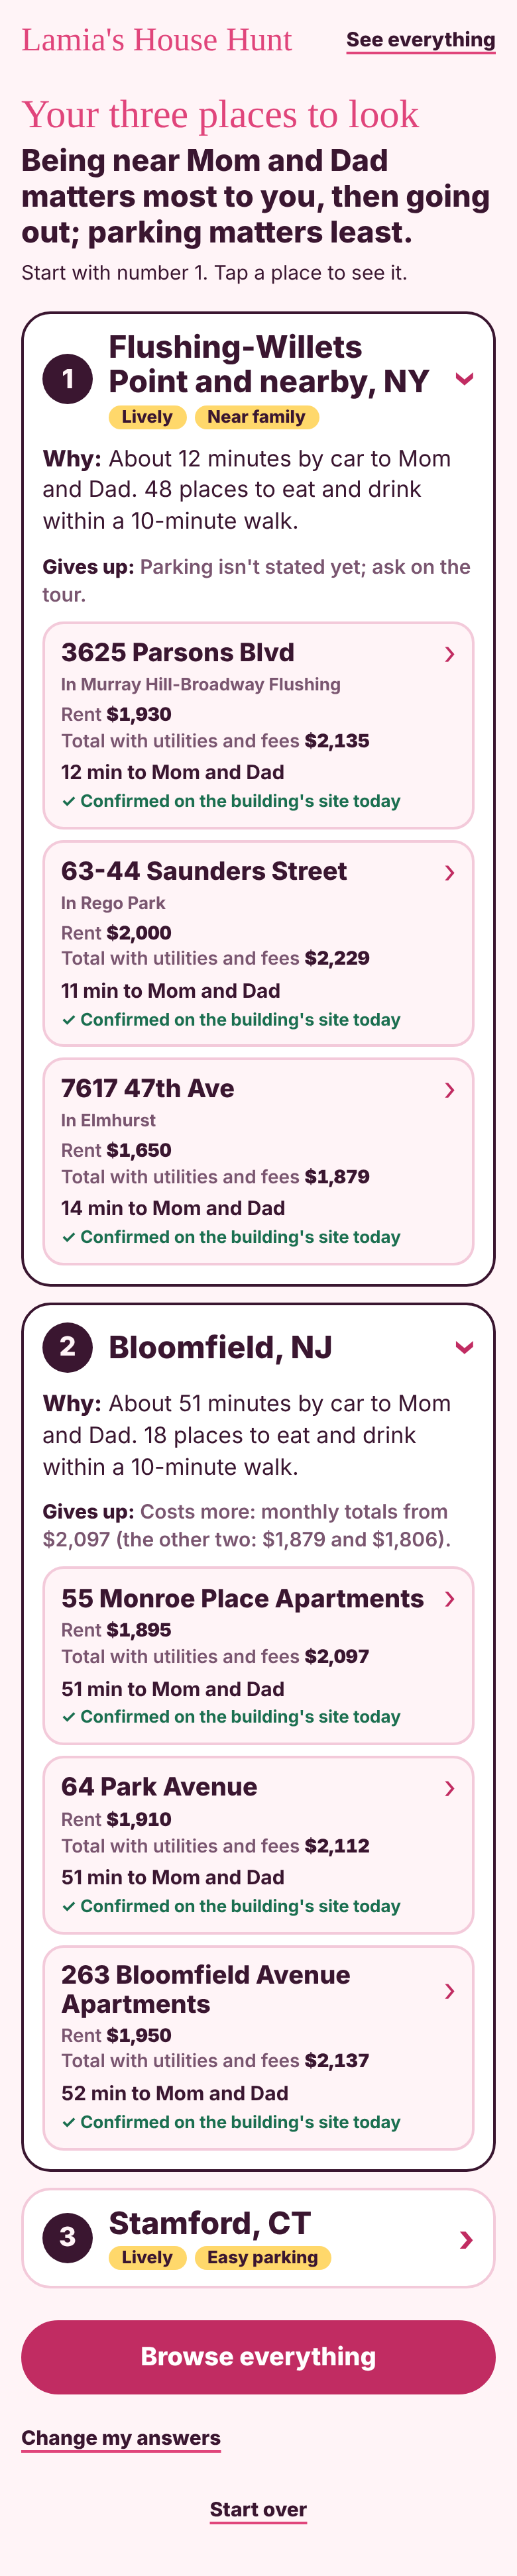 Lamia's House Hunt
See everything
Your three places to look
Being near Mom and Dad
matters most to you, then going
out; parking matters least.
Start with number 1. Tap a place to see it.
1
Flushing-Willets
Point and nearby, NY
Lively
Near family
Why: About 12 minutes by car to Mom
and Dad. 48 places to eat and drink
within a 10-minute walk.
Gives up: Parking isn't stated yet; ask on the
tour.
3625 Parsons Blvd
In Murray Hill-Broadway Flushing
Rent $1,930
Total with utilities and fees $2,135
12 min to Mom and Dad
✓ Confirmed on the building's site today
63-44 Saunders Street
In Rego Park
Rent $2,000
Total with utilities and fees $2,229
11 min to Mom and Dad
✓ Confirmed on the building's site today
7617 47th Ave
In Elmhurst
Rent $1,650
Total with utilities and fees $1,879
14 min to Mom and Dad
✓ Confirmed on the building's site today
2
Bloomfield, NJ
Why: About 51 minutes by car to Mom
and Dad. 18 places to eat and drink
within a 10-minute walk.
Gives up: Costs more: monthly totals from
$2,097 (the other two: $1,879 and $1,806).
55 Monroe Place Apartments
Rent $1,895
Total with utilities and fees $2,097
51 min to Mom and Dad
✓ Confirmed on the building's site today
64 Park Avenue
Rent $1,910
Total with utilities and fees $2,112
51 min to Mom and Dad
✓ Confirmed on the building's site today
263 Bloomfield Avenue
Apartments
Rent $1,950
Total with utilities and fees $2,137
52 min to Mom and Dad
✓ Confirmed on the building's site today
3
Stamford, CT
Lively
Easy parking
Browse everything
Change my answers
Start over